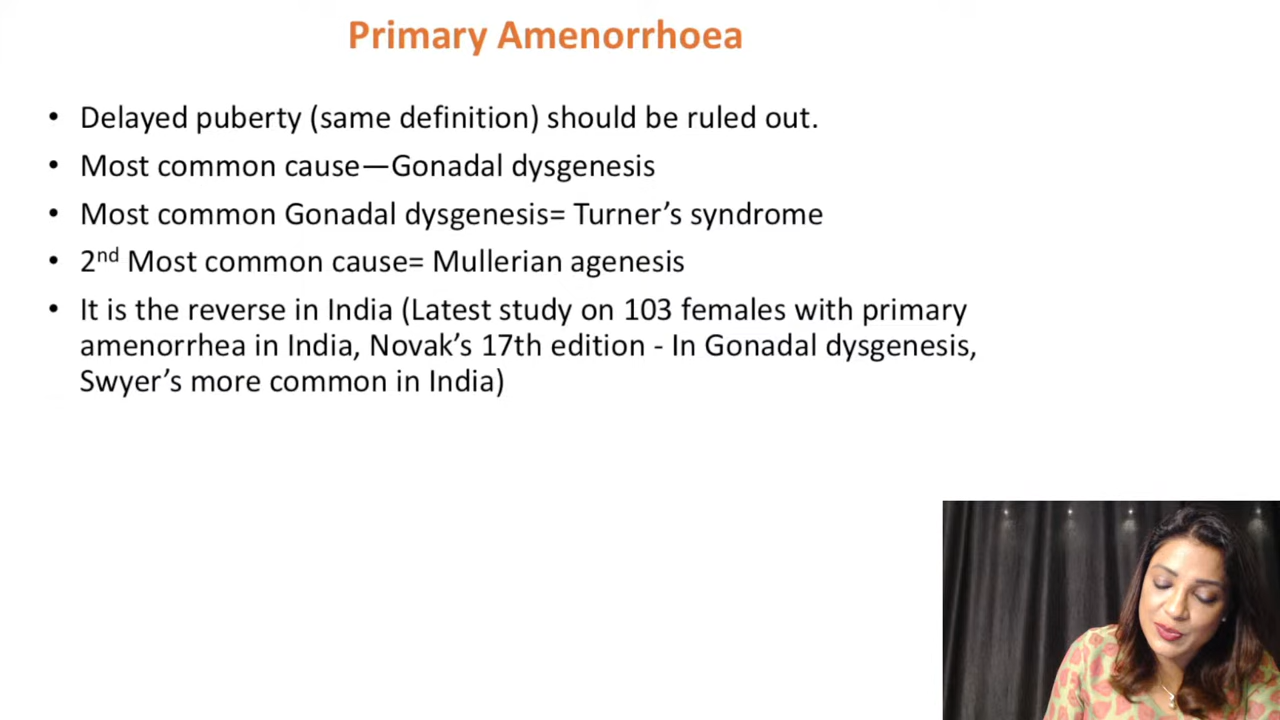 Primary Amenorrhoea
• Delayed puberty (same definition) should be ruled out.
• Most common cause—Gonadal dysgenesis
• Most common Gonadal dysgenesis= Turner’s syndrome
• 2nd Most common cause= Mullerian agenesis
• It is the reverse in India (Latest study on 103 females with primary
amenorrhea in India, Novak’s 17th edition - In Gonadal dysgenesis,
Swyer’s more common in India)